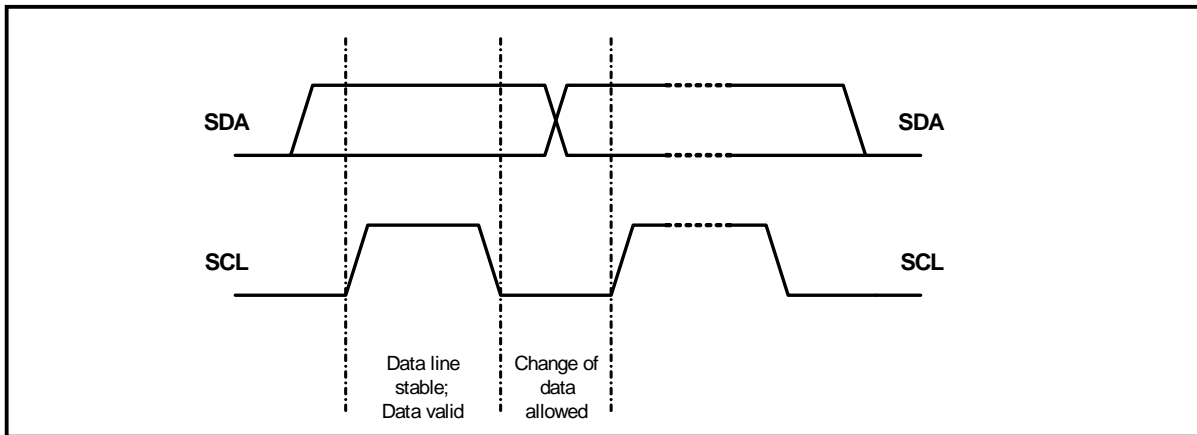 SDA
SDA
SCL
SCL
Data line
stable;
Data valid
Change of
data
allowed